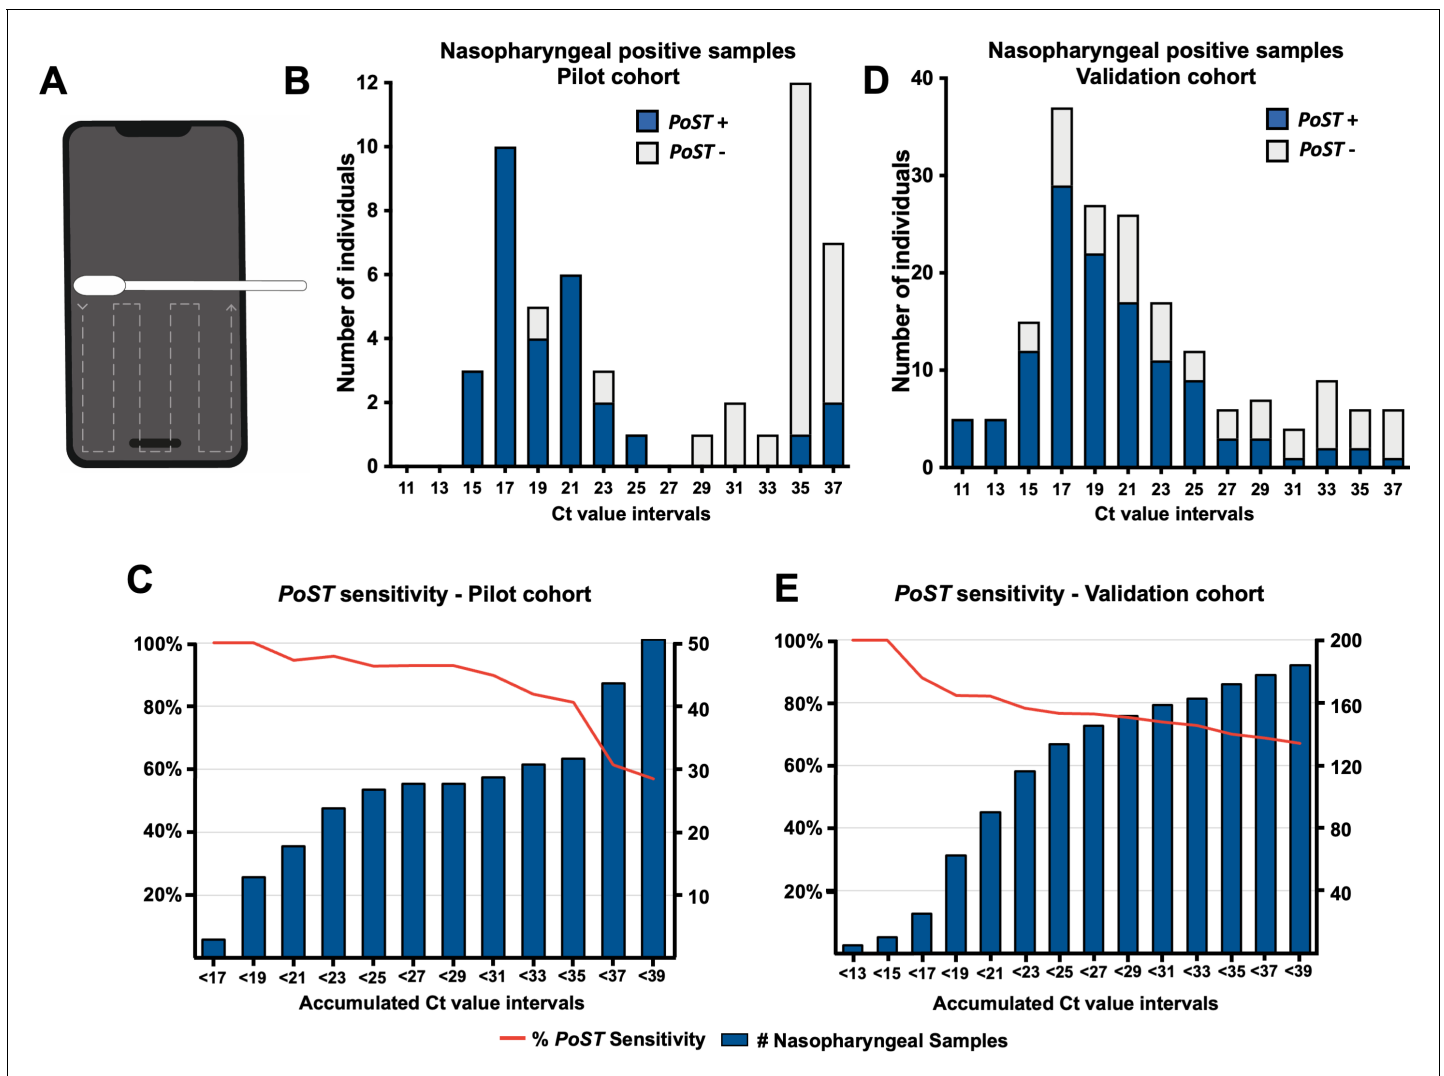 A
B
Nasopharyngeal positive samples
Pilot cohort
PoST +
PoST -
Number of individuals
12
10
8
6
4
2
0
11 13 15 17 19 21 23 25 27 29 31 33 35 37
Ct value intervals
D
Nasopharyngeal positive samples
Validation cohort
PoST +
PoST -
Number of individuals
40
30
20
10
0
11 13 15 17 19 21 23 25 27 29 31 33 35 37
Ct value intervals
C
PoST sensitivity - Pilot cohort
100%
80%
60%
40%
20%
50
40
30
20
10
<17 <19 <21 <23 <25 <27 <29 <31 <33 <35 <37 <39
Accumulated Ct value intervals
E
PoST sensitivity - Validation cohort
100%
80%
60%
40%
20%
200
160
120
80
40
<13 <15 <17 <19 <21 <23 <25 <27 <29 <31 <33 <35 <37 <39
Accumulated Ct value intervals
% PoST Sensitivity # Nasopharyngeal Samples